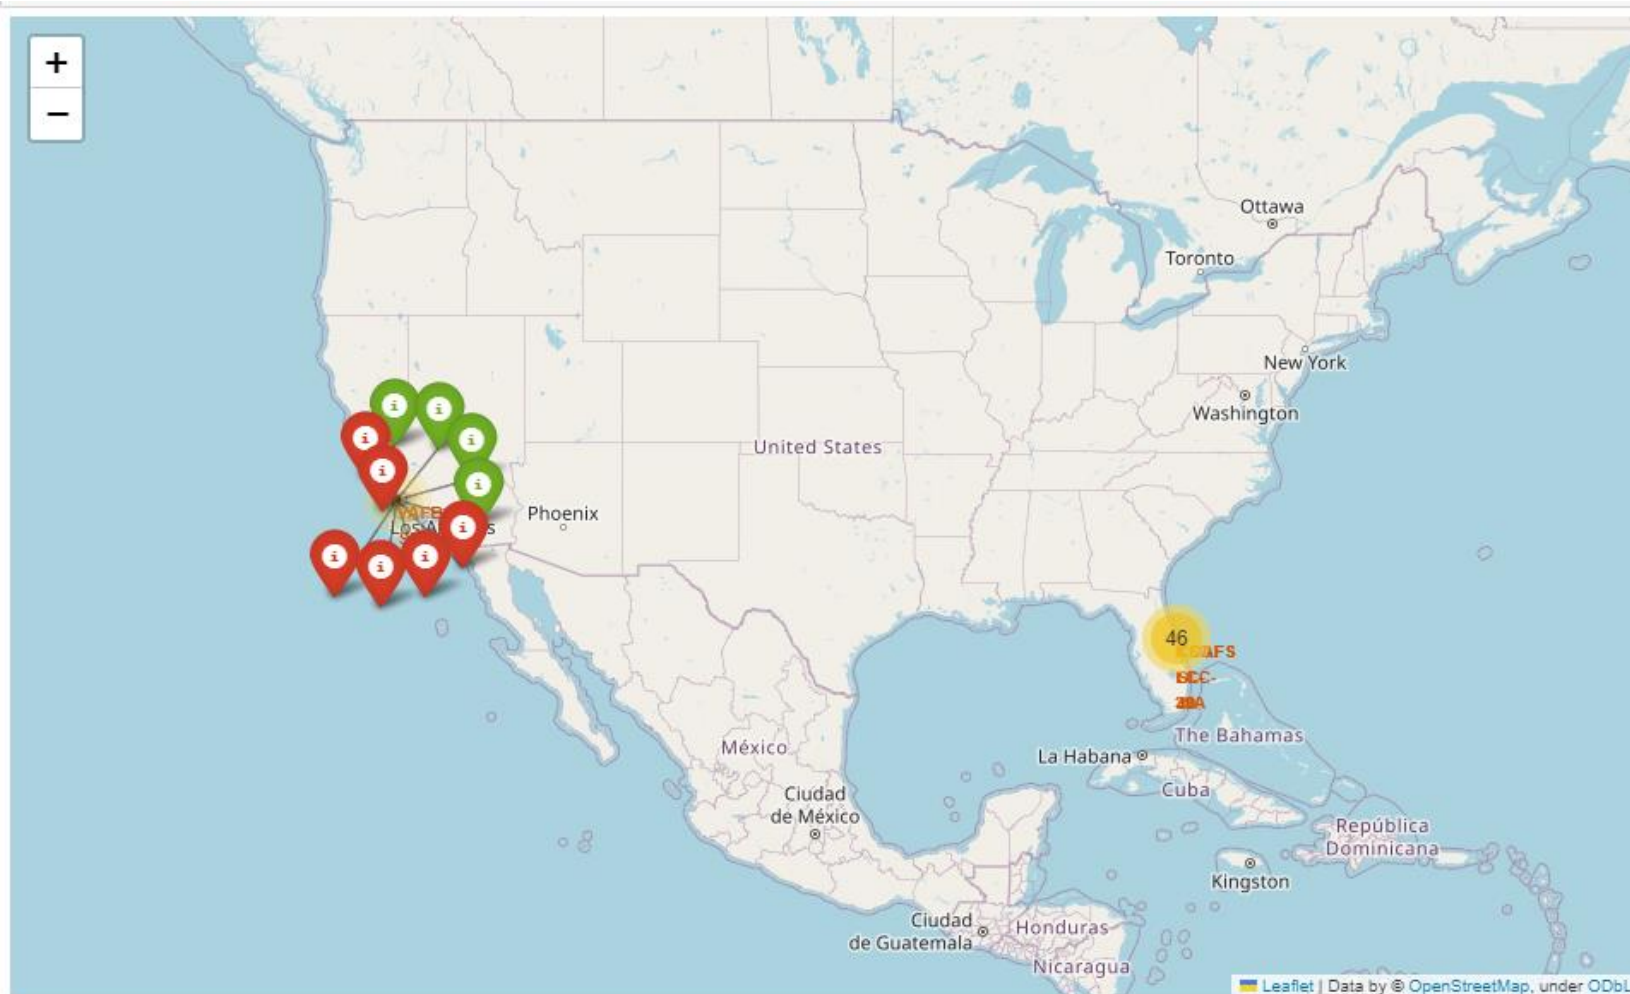 +
−
Ottawa
Toronto
New York
Washington
United States
i
i
i
i
i
i
Phoenix
i
i
i
i
46
The Bahamas
La Habana
Cuba
México
Ciudad
de México
República
Dominicana
Kingston
Ciudad
de Guatemala
Honduras
Nicaragua
Leaflet | Data by © OpenStreetMap, under ODbL